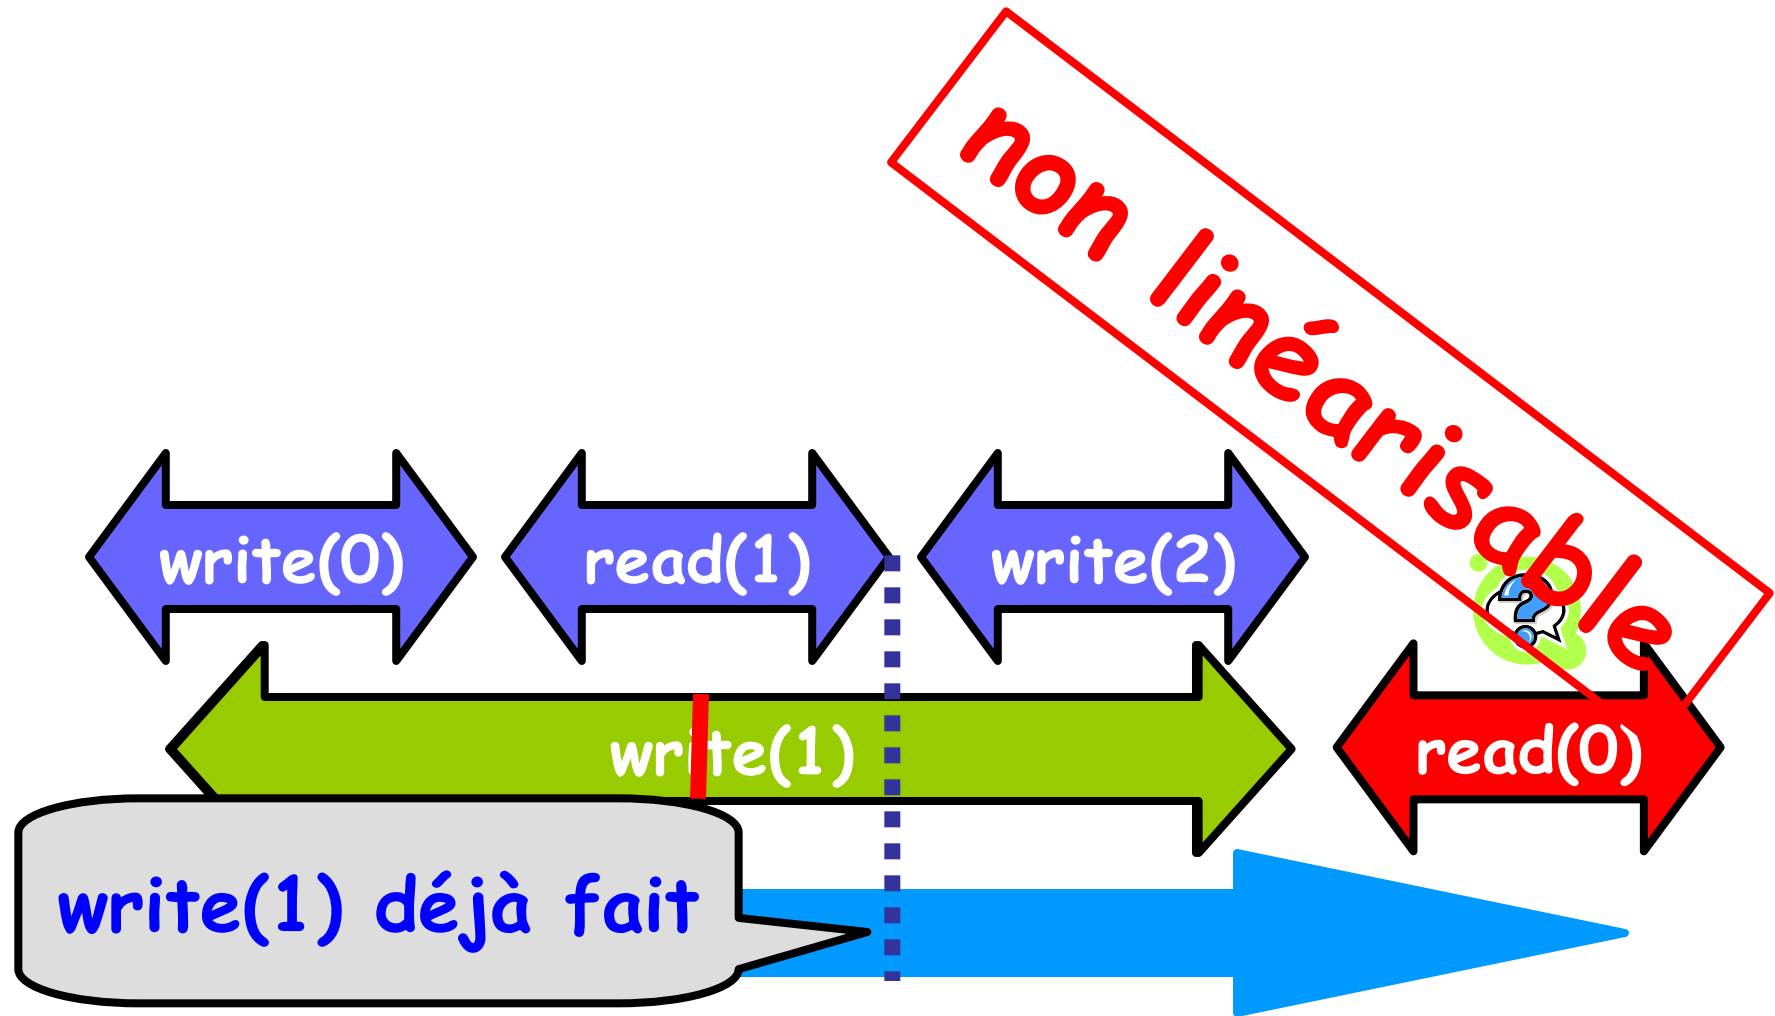 non linéarisable
?
write(0)
read(1)
write(2)
write(1)
read(0)
write(1) déjà fait